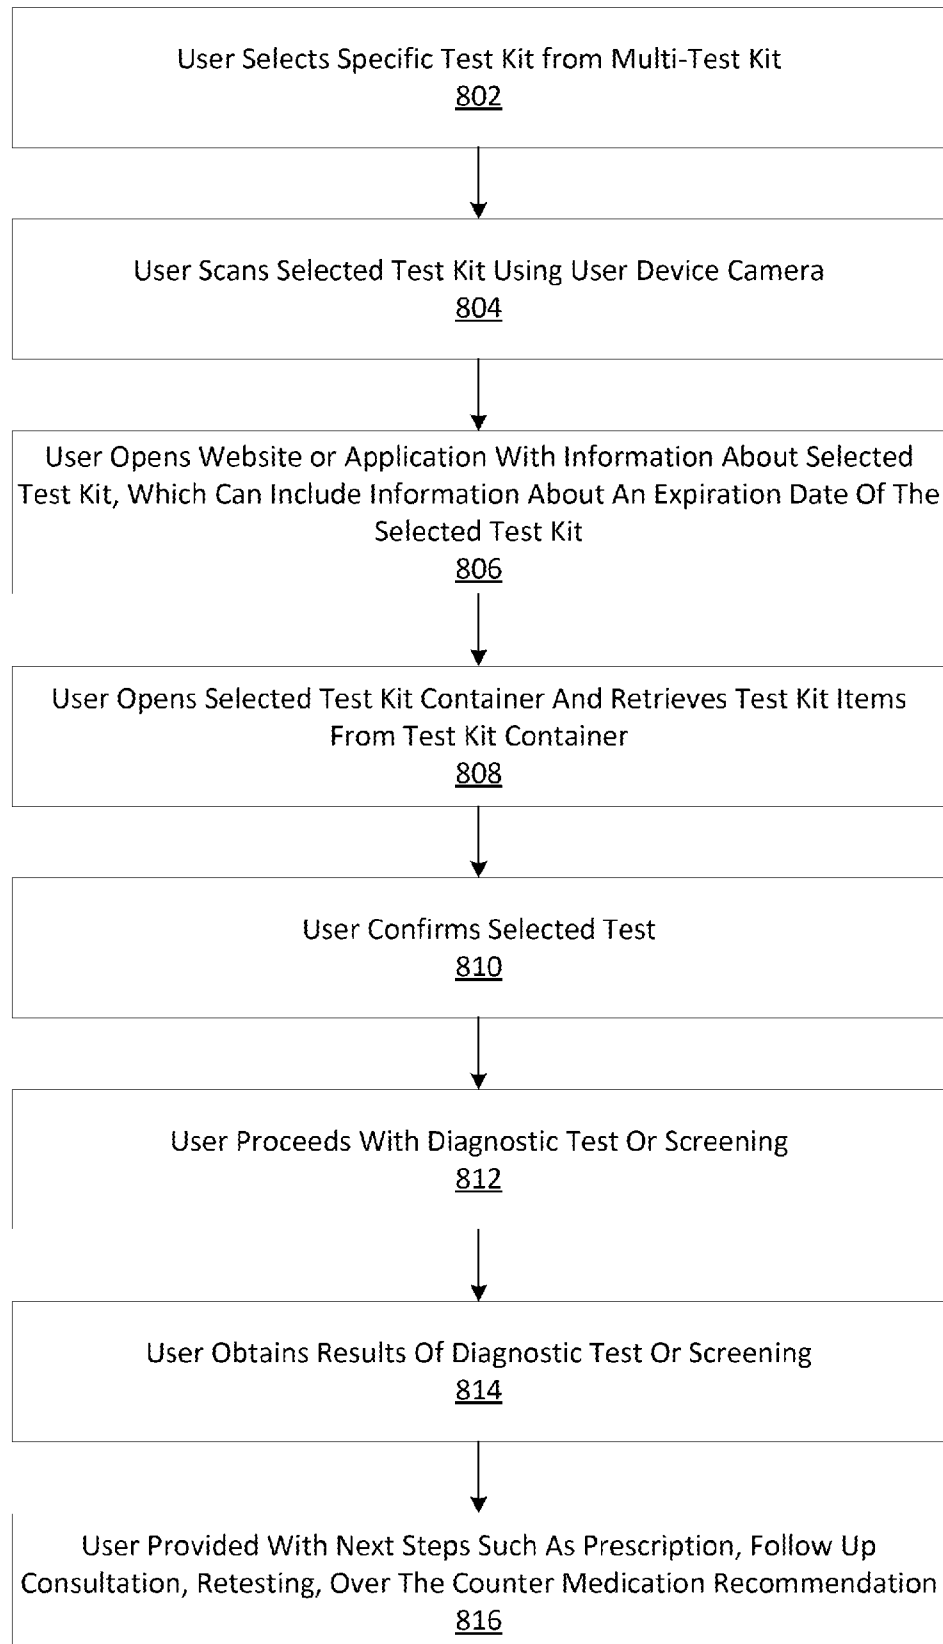 User Selects Specific Test Kit from Multi-Test Kit
802
User Scans Selected Test Kit Using User Device Camera
804
User Opens Website or Application With Information About Selected
Test Kit, Which Can Include Information About An Expiration Date Of The
Selected Test Kit
806
User Opens Selected Test Kit Container And Retrieves Test Kit Items
From Test Kit Container
808
User Confirms Selected Test
810
User Proceeds With Diagnostic Test Or Screening
812
User Obtains Results Of Diagnostic Test Or Screening
814
User Provided With Next Steps Such As Prescription, Follow Up
Consultation, Retesting, Over The Counter Medication Recommendation
816